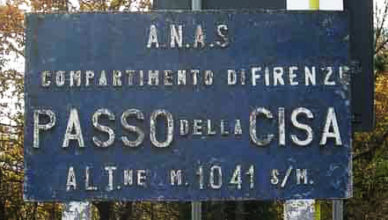 A.N.A.S
COMPARTIMENTO DI FIRENZE
PASSO DELLA CISA
ALT.NE M. 1041 S/M.